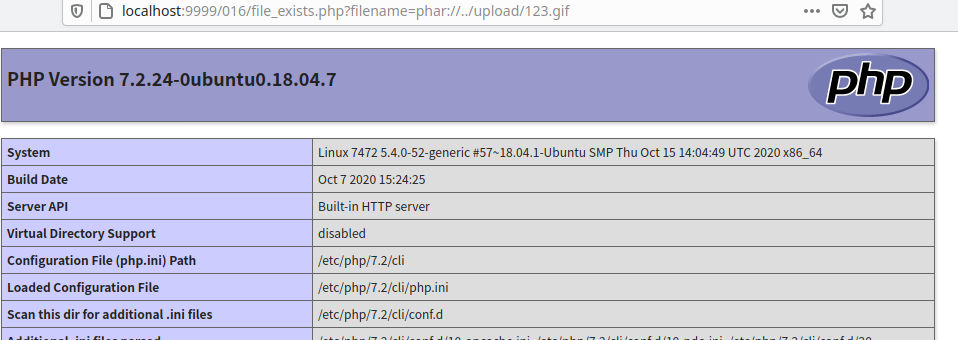 localhost:9999/016/file_exists.php?filename=phar://../upload/123.gif
PHP Version 7.2.24-0ubuntu0.18.04.7
php
System Linux 7472 5.4.0-52-generic #57~18.04.1-Ubuntu SMP Thu Oct 15 14:04:49 UTC 2020 x86_64
Build Date Oct 7 2020 15:24:25
Server API Built-in HTTP server
Virtual Directory Support disabled
Configuration File (php.ini) Path /etc/php/7.2/cli
Loaded Configuration File /etc/php/7.2/cli/php.ini
Scan this dir for additional .ini files /etc/php/7.2/cli/conf.d